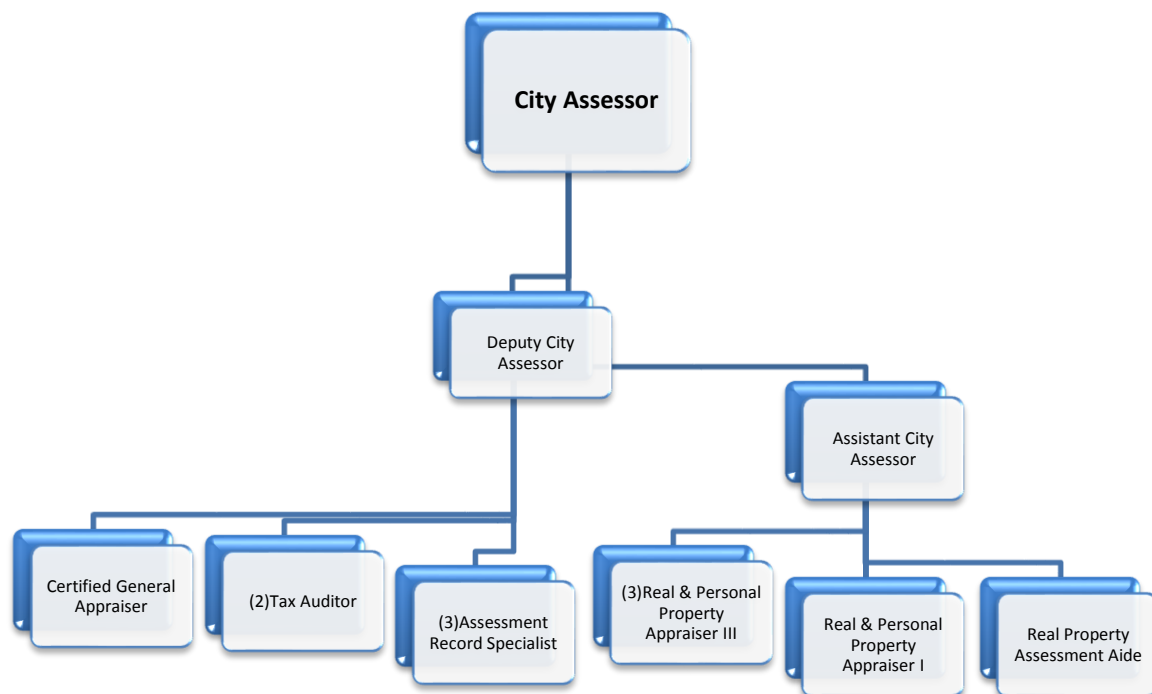 City Assessor
Deputy City
Assessor
Assistant City
Assessor
Certified General
Appraiser
(2)Tax Auditor
(3)Assessment
Record Specialist
(3)Real & Personal
Property
Appraiser III
Real & Personal
Property
Appraiser I
Real Property
Assessment Aide